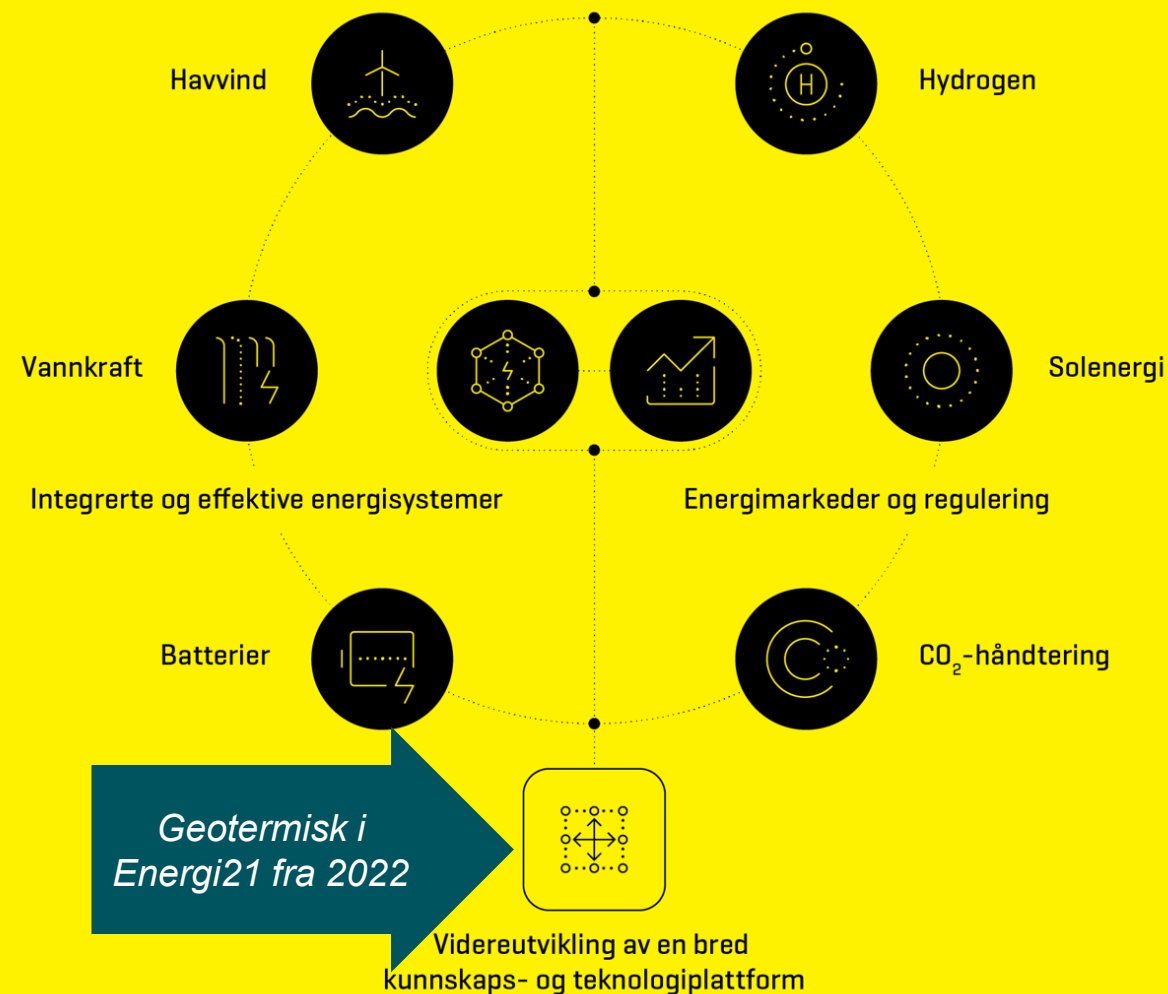 Havvind
Hydrogen
H
Vannkraft
Solenergi
Integrerte og effektive energisystemer
Energimarkeder og regulering
Batterier
CO₂-håndtering
Geotermisk i
Energi21 fra 2022
Videreutvikling av en bred
kunnskaps- og teknologiplattform